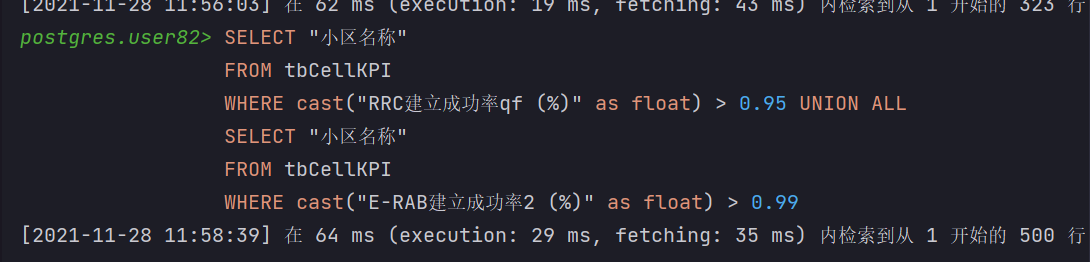 [2021-11-28 11:56:03] 在 62 ms (execution: 19 ms, fetching: 43 ms) 内检索到从 1 开始的 323 行
postgres.user82> SELECT "小区名称"
FROM tbCellKPI
WHERE cast("RRC建立成功率qf (%)" as float) > 0.95 UNION ALL
SELECT "小区名称"
FROM tbCellKPI
WHERE cast("E-RAB建立成功率2 (%)" as float) > 0.99
[2021-11-28 11:58:39] 在 64 ms (execution: 29 ms, fetching: 35 ms) 内检索到从 1 开始的 500 行